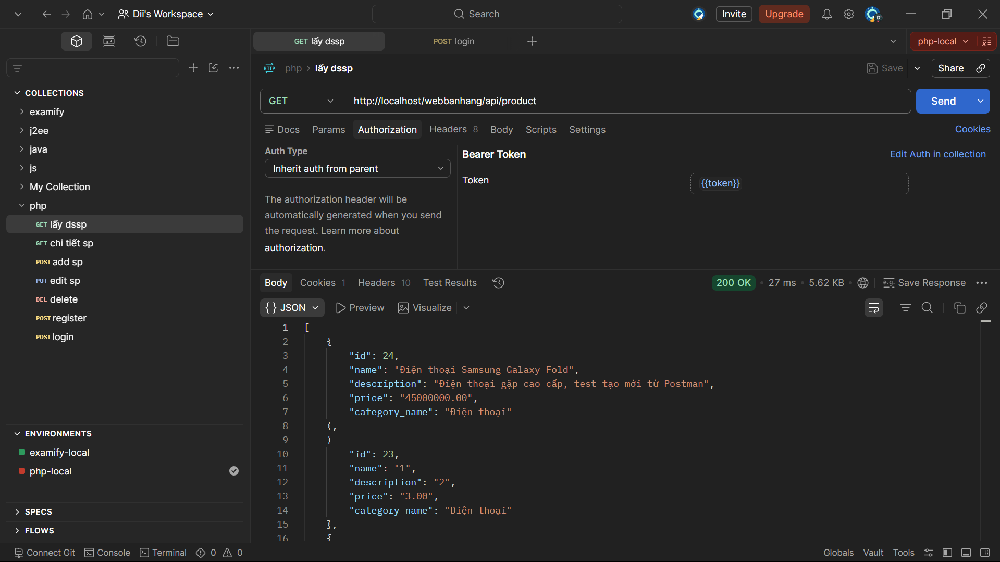 Dii's Workspace
Search
Invite
Upgrade
D
GET lấy dssp
POST login
php-local
HTTP php > lấy dssp
Save
Share
COLLECTIONS
examify
j2ee
java
js
My Collection
php
GET lấy dssp
GET chi tiết sp
POST add sp
PUT edit sp
DEL delete
POST register
POST login
ENVIRONMENTS
examify-local
php-local
SPECS
FLOWS
GET
http://localhost/webbanhang/api/product
Send
Docs Params Authorization Headers 8 Body Scripts Settings
Cookies
Auth Type
Inherit auth from parent
The authorization header will be
automatically generated when you send
the request. Learn more about
authorization.
Bearer Token
Edit Auth in collection
Token
{{token}}
Body Cookies 1 Headers 10 Test Results
200 OK • 27 ms • 5.62 KB •
e.g. Save Response
{} JSON
Preview
Visualize
1 [
2 {
3 "id": 24,
4 "name": "Điện thoại Samsung Galaxy Fold",
5 "description": "Điện thoại gập cao cấp, test tạo mới từ Postman",
6 "price": "45000000.00",
7 "category_name": "Điện thoại"
8 },
9 {
10 "id": 23,
11 "name": "1",
12 "description": "2",
13 "price": "3.00",
14 "category_name": "Điện thoại"
15 },
16 {
Connect Git Console Terminal 0 0
Globals Vault Tools